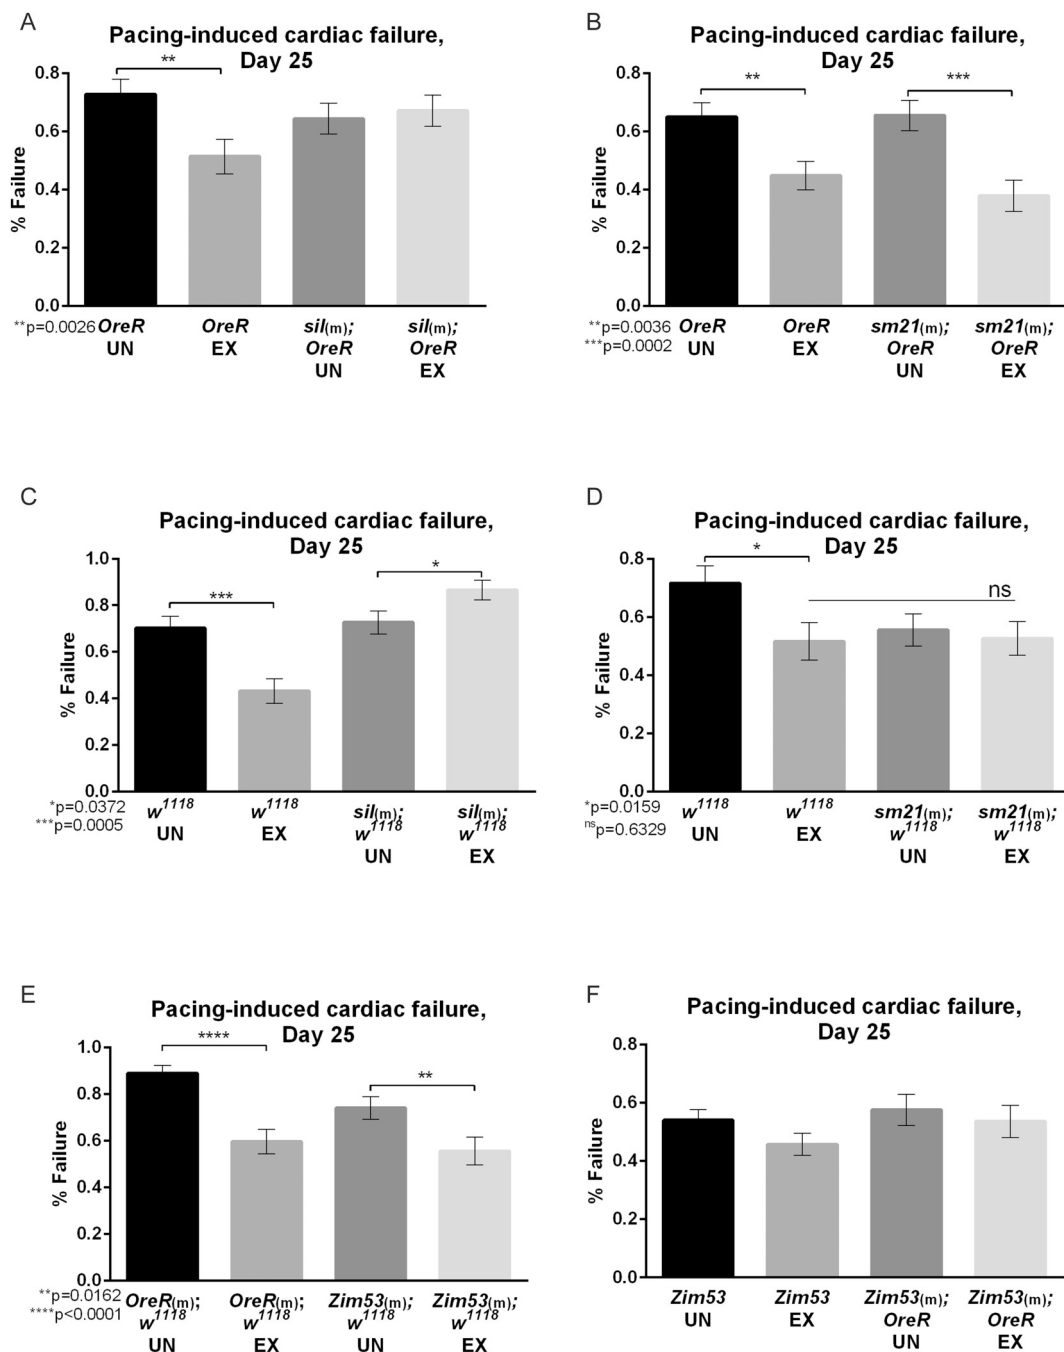 A
Pacing-induced cardiac failure,
Day 25
**
0.8
0.6
0.4
0.2
0.0
% Failure
**p=0.0026
OreR
UN
OreR
EX
sil(m);
OreR
UN
sil(m);
OreR
EX
B
Pacing-induced cardiac failure,
Day 25
**
***
0.8
0.6
0.4
0.2
0.0
% Failure
**p=0.0036
***p=0.0002
OreR
UN
OreR
EX
sm21(m);
OreR
UN
sm21(m);
OreR
EX
C
Pacing-induced cardiac failure,
Day 25
***
*
1.0
0.8
0.6
0.4
0.2
0.0
% Failure
*p=0.0372
***p=0.0005
w1118
UN
w1118
EX
sil(m);
w1118
UN
sil(m);
w1118
EX
D
Pacing-induced cardiac failure,
Day 25
*
ns
0.8
0.6
0.4
0.2
0.0
% Failure
*p=0.0159
nsp=0.6329
w1118
UN
w1118
EX
sm21(m);
w1118
UN
sm21(m);
w1118
EX
E
Pacing-induced cardiac failure,
Day 25
****
**
1.0
0.8
0.6
0.4
0.2
0.0
% Failure
**p=0.0162
****p<0.0001
OreR(m);
w1118
UN
OreR(m);
w1118
EX
Zim53(m);
w1118
UN
Zim53(m);
w1118
EX
F
Pacing-induced cardiac failure,
Day 25
0.8
0.6
0.4
0.2
0.0
% Failure
Zim53
UN
Zim53
EX
Zim53(m);
OreR
UN
Zim53(m);
OreR
EX